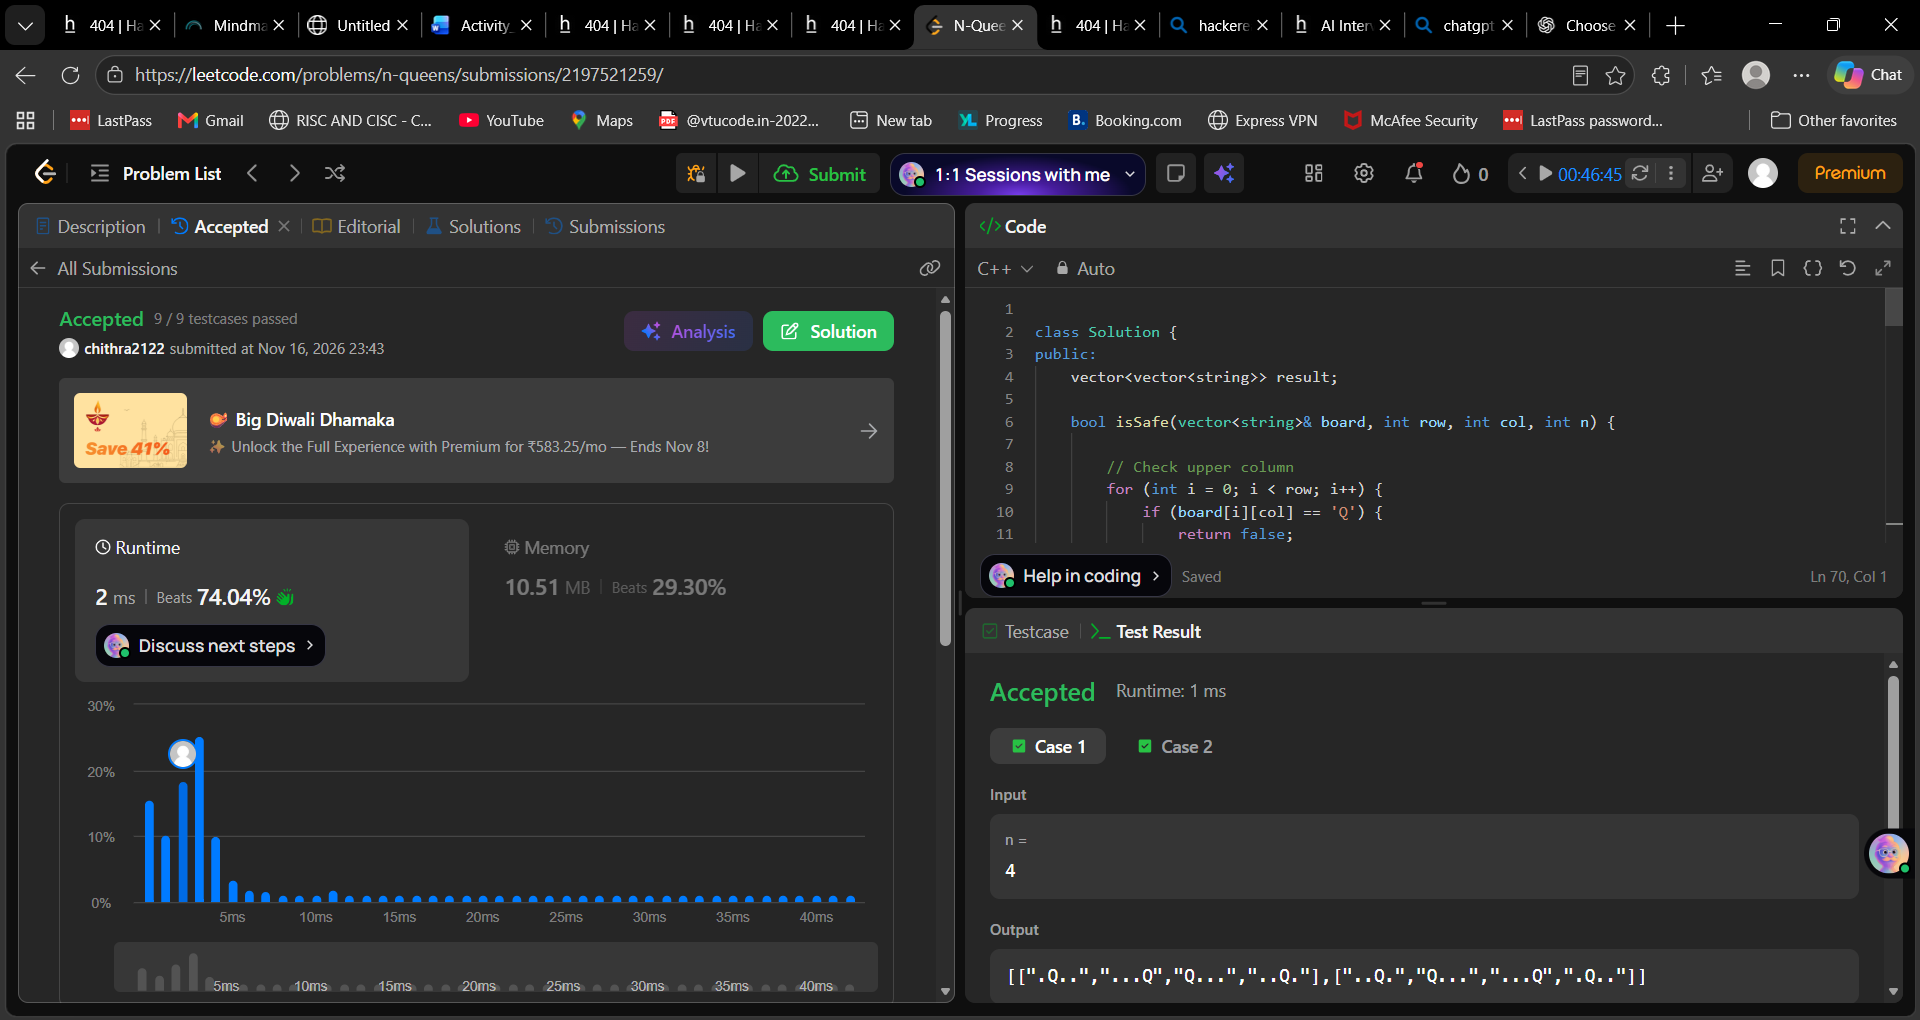 404 | Ha
Mindma
Untitled
Activity_
404 | Ha
404 | Ha
404 | Ha
N-Quee
404 | Ha
hackere
AI Inter
chatgpt
Choose
https://leetcode.com/problems/n-queens/submissions/2197521259/
Chat
LastPass
Gmail
RISC AND CISC - C...
YouTube
Maps
@vtucode.in-2022...
New tab
Progress
Booking.com
Express VPN
McAfee Security
LastPass password...
Other favorites
Problem List
Submit
1:1 Sessions with me
0
00:46:45
Premium
Description
Accepted
Editorial
Solutions
Submissions
All Submissions
Accepted 9 / 9 testcases passed
chithra2122 submitted at Nov 16, 2026 23:43
Analysis
Solution
Save 41%
Big Diwali Dhamaka
Unlock the Full Experience with Premium for ₹583.25/mo — Ends Nov 8!
Runtime
2 ms | Beats 74.04%
Discuss next steps
Memory
10.51 MB | Beats 29.30%
30%
20%
10%
0%
5ms 10ms 15ms 20ms 25ms 30ms 35ms 40ms
5ms 10ms 15ms 20ms 25ms 30ms 35ms 40ms
</> Code
C++
Auto
1
2 class Solution {
3 public:
4 vector<vector<string>> result;
5
6 bool isSafe(vector<string>& board, int row, int col, int n) {
7
8 // Check upper column
9 for (int i = 0; i < row; i++) {
10 if (board[i][col] == 'Q') {
11 return false;
Help in coding
Saved
Ln 70, Col 1
Testcase
Test Result
Accepted Runtime: 1 ms
Case 1
Case 2
Input
n =
4
Output
[[".Q..","...Q","Q...","..Q."],["..Q.","Q...","...Q",".Q.."]]